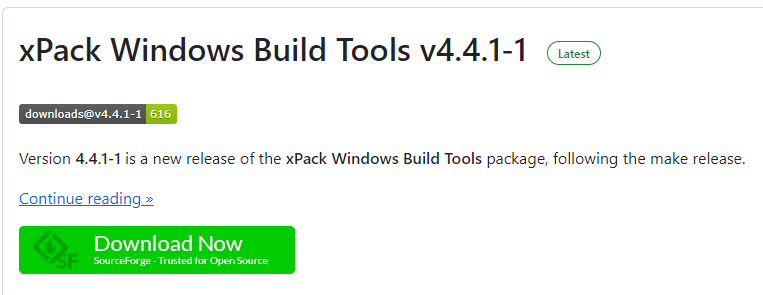 xPack Windows Build Tools v4.4.1-1 Latest
downloads@v4.4.1-1 616
Version 4.4.1-1 is a new release of the xPack Windows Build Tools package, following the make release.
Continue reading »
SF Download Now
SourceForge - Trusted for Open Source